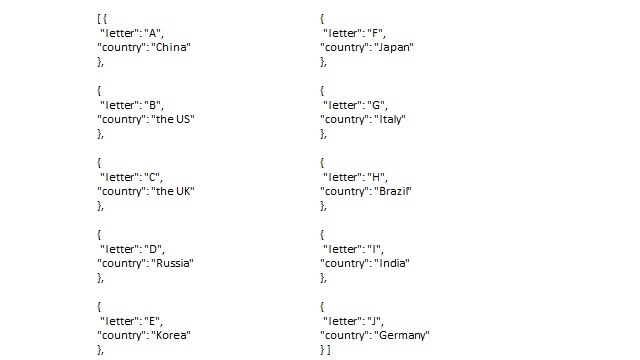 [{
"letter":"A",
"country":"China"
},
{
"letter":"B",
"country":"the US"
},
{
"letter":"C",
"country":"the UK"
},
{
"letter":"D",
"country":"Russia"
},
{
"letter":"E",
"country":"Korea"
},
{
"letter":"F",
"country":"Japan"
},
{
"letter":"G",
"country":"Italy"
},
{
"letter":"H",
"country":"Brazil"
},
{
"letter":"I",
"country":"India"
},
{
"letter":"J",
"country":"Germany"
}]